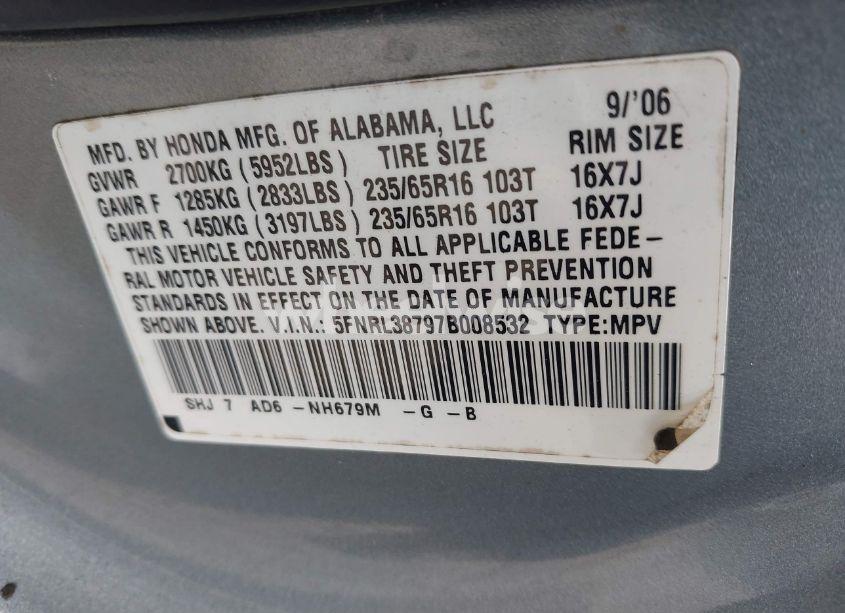 MFD. BY HONDA MFG. OF ALABAMA, LLC 9/'06
GVWR 2700KG (5952LBS) TIRE SIZE RIM SIZE
GAWR F 1285KG (2833LBS) 235/65R16 103T 16X7J
GAWR R 1450KG (3197LBS) 235/65R16 103T 16X7J
THIS VEHICLE CONFORMS TO ALL APPLICABLE FEDE-
RAL MOTOR VEHICLE SAFETY AND THEFT PREVENTION
STANDARDS IN EFFECT ON THE DATE OF MANUFACTURE
SHOWN ABOVE. V.I.N.: 5FNRL38797B008532 TYPE:MPV
SHJ 7 AD6 -NH679M -G -B